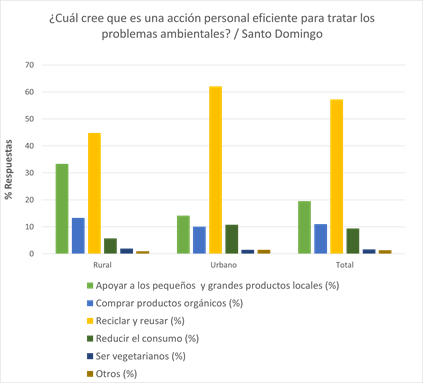 ¿Cuál cree que es una acción personal eficiente para tratar los
problemas ambientales? / Santo Domingo
% Respuestas
70
60
50
40
30
20
10
0
Rural
Urbano
Total
Apoyar a los pequeños y grandes productos locales (%)
Comprar productos orgánicos (%)
Reciclar y reusar (%)
Reducir el consumo (%)
Ser vegetarianos (%)
Otros (%)